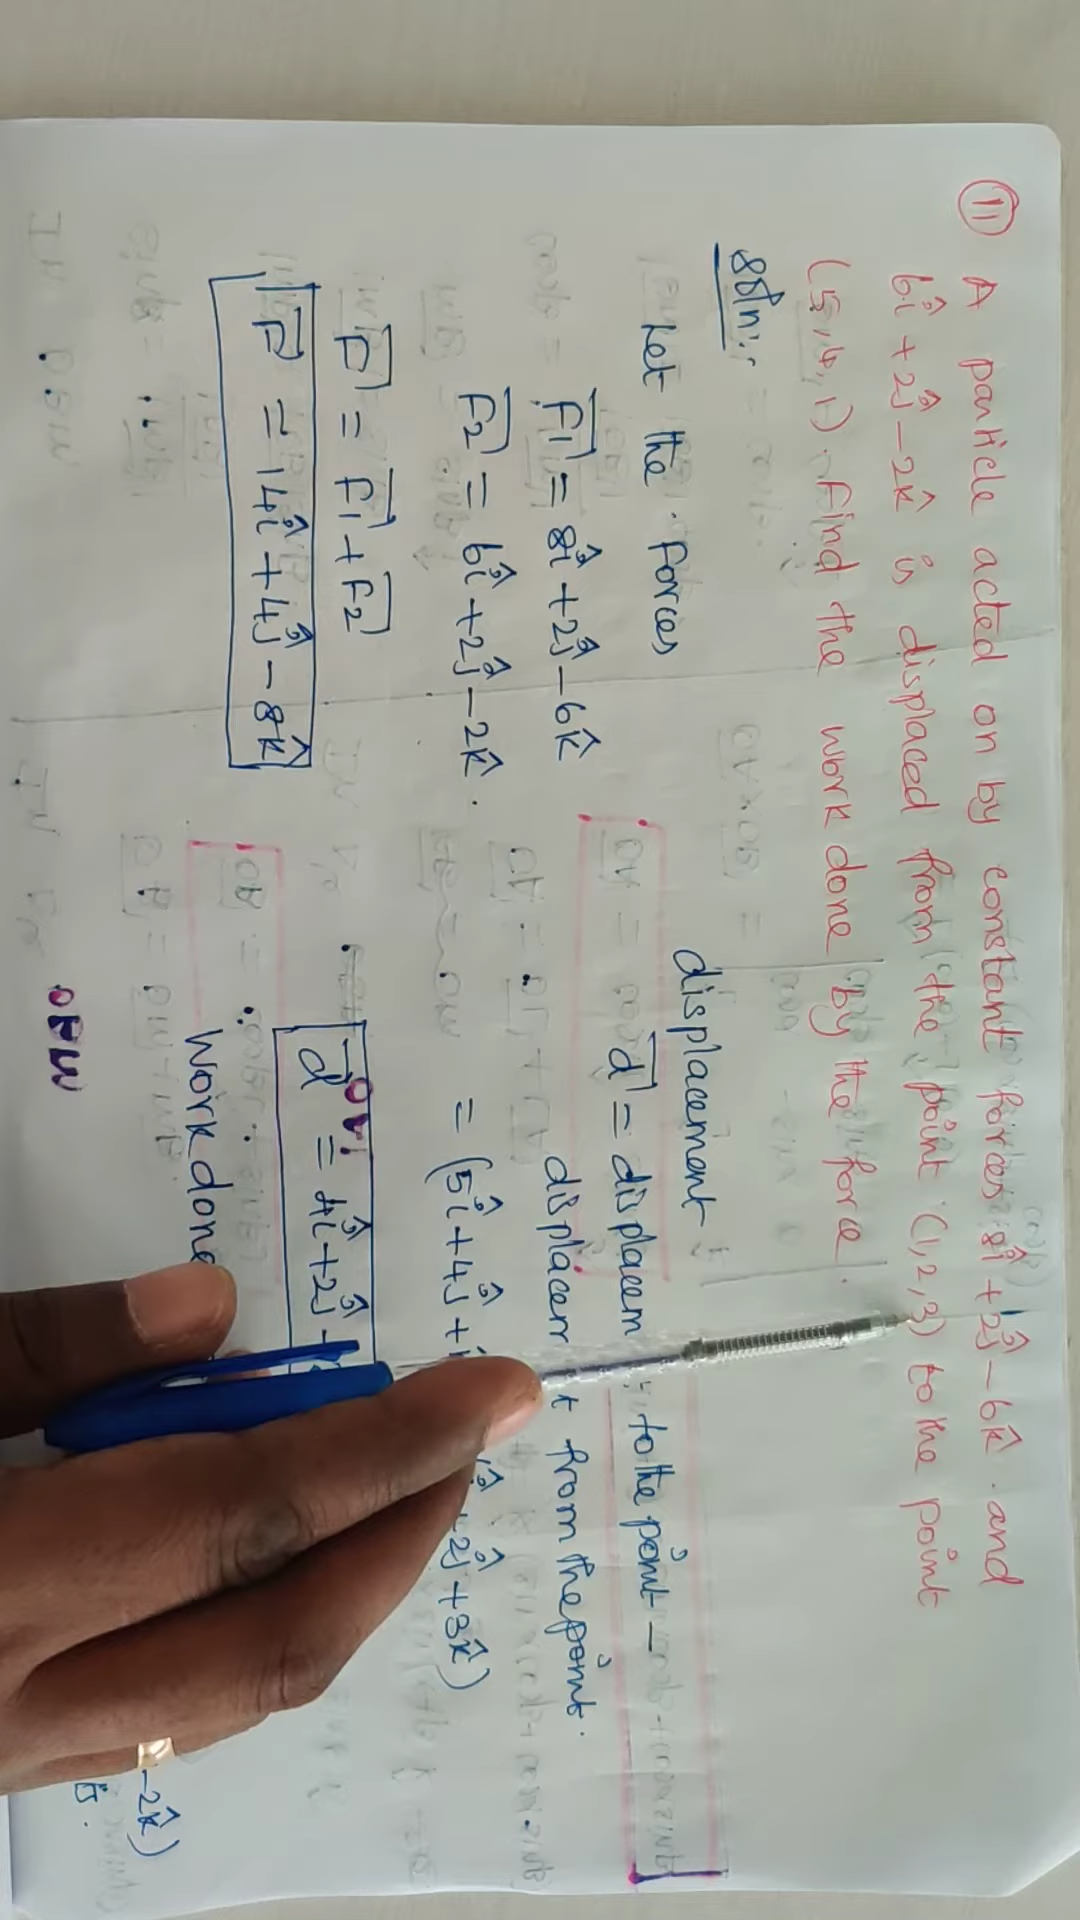 11 A particle acted on by constant forces 8î + 2ĵ - 6k̂ and
6î + 2ĵ - 2k̂ is displaced from the point (1,2,3) to the point
(5,4,1). Find the work done by the force.
Soln:
Let the forces
F1 = 8î + 2ĵ - 6k̂
F2 = 6î + 2ĵ - 2k̂.
F = F1 + F2
F = 14î + 4ĵ - 8k̂
displacement
d = displacem to the point -
displacem t from the point.
= (5î + 4ĵ + 2ĵ + 3k̂)
d = 4î + 2ĵ -
work done
-2k̂)